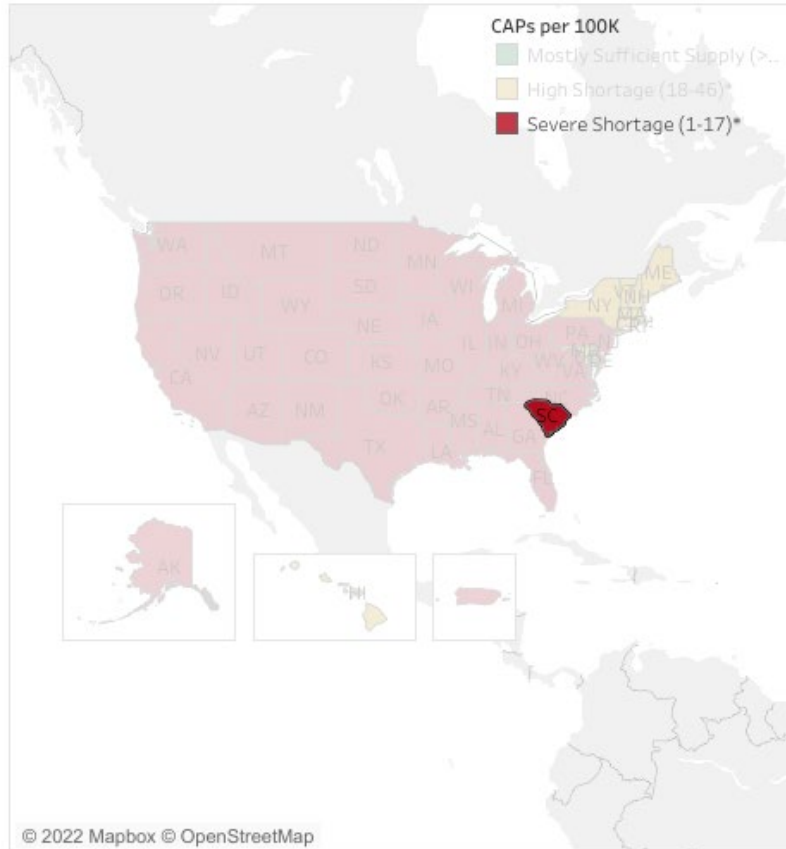 CAPs per 100K
Mostly Sufficient Supply (>..
High Shortage (18-46)*
Severe Shortage (1-17)*
WA
MT
ND
MN
OR
ID
WY
SD
WI
MI
ME
VT
NH
NY
NE
IA
IL
IN
OH
PA
NJ
NV
UT
CO
KS
MO
KY
WV
VA
CA
AZ
NM
OK
AR
TN
NC
SC
MS
AL
GA
TX
LA
FL
AK
HI
© 2022 Mapbox © OpenStreetMap